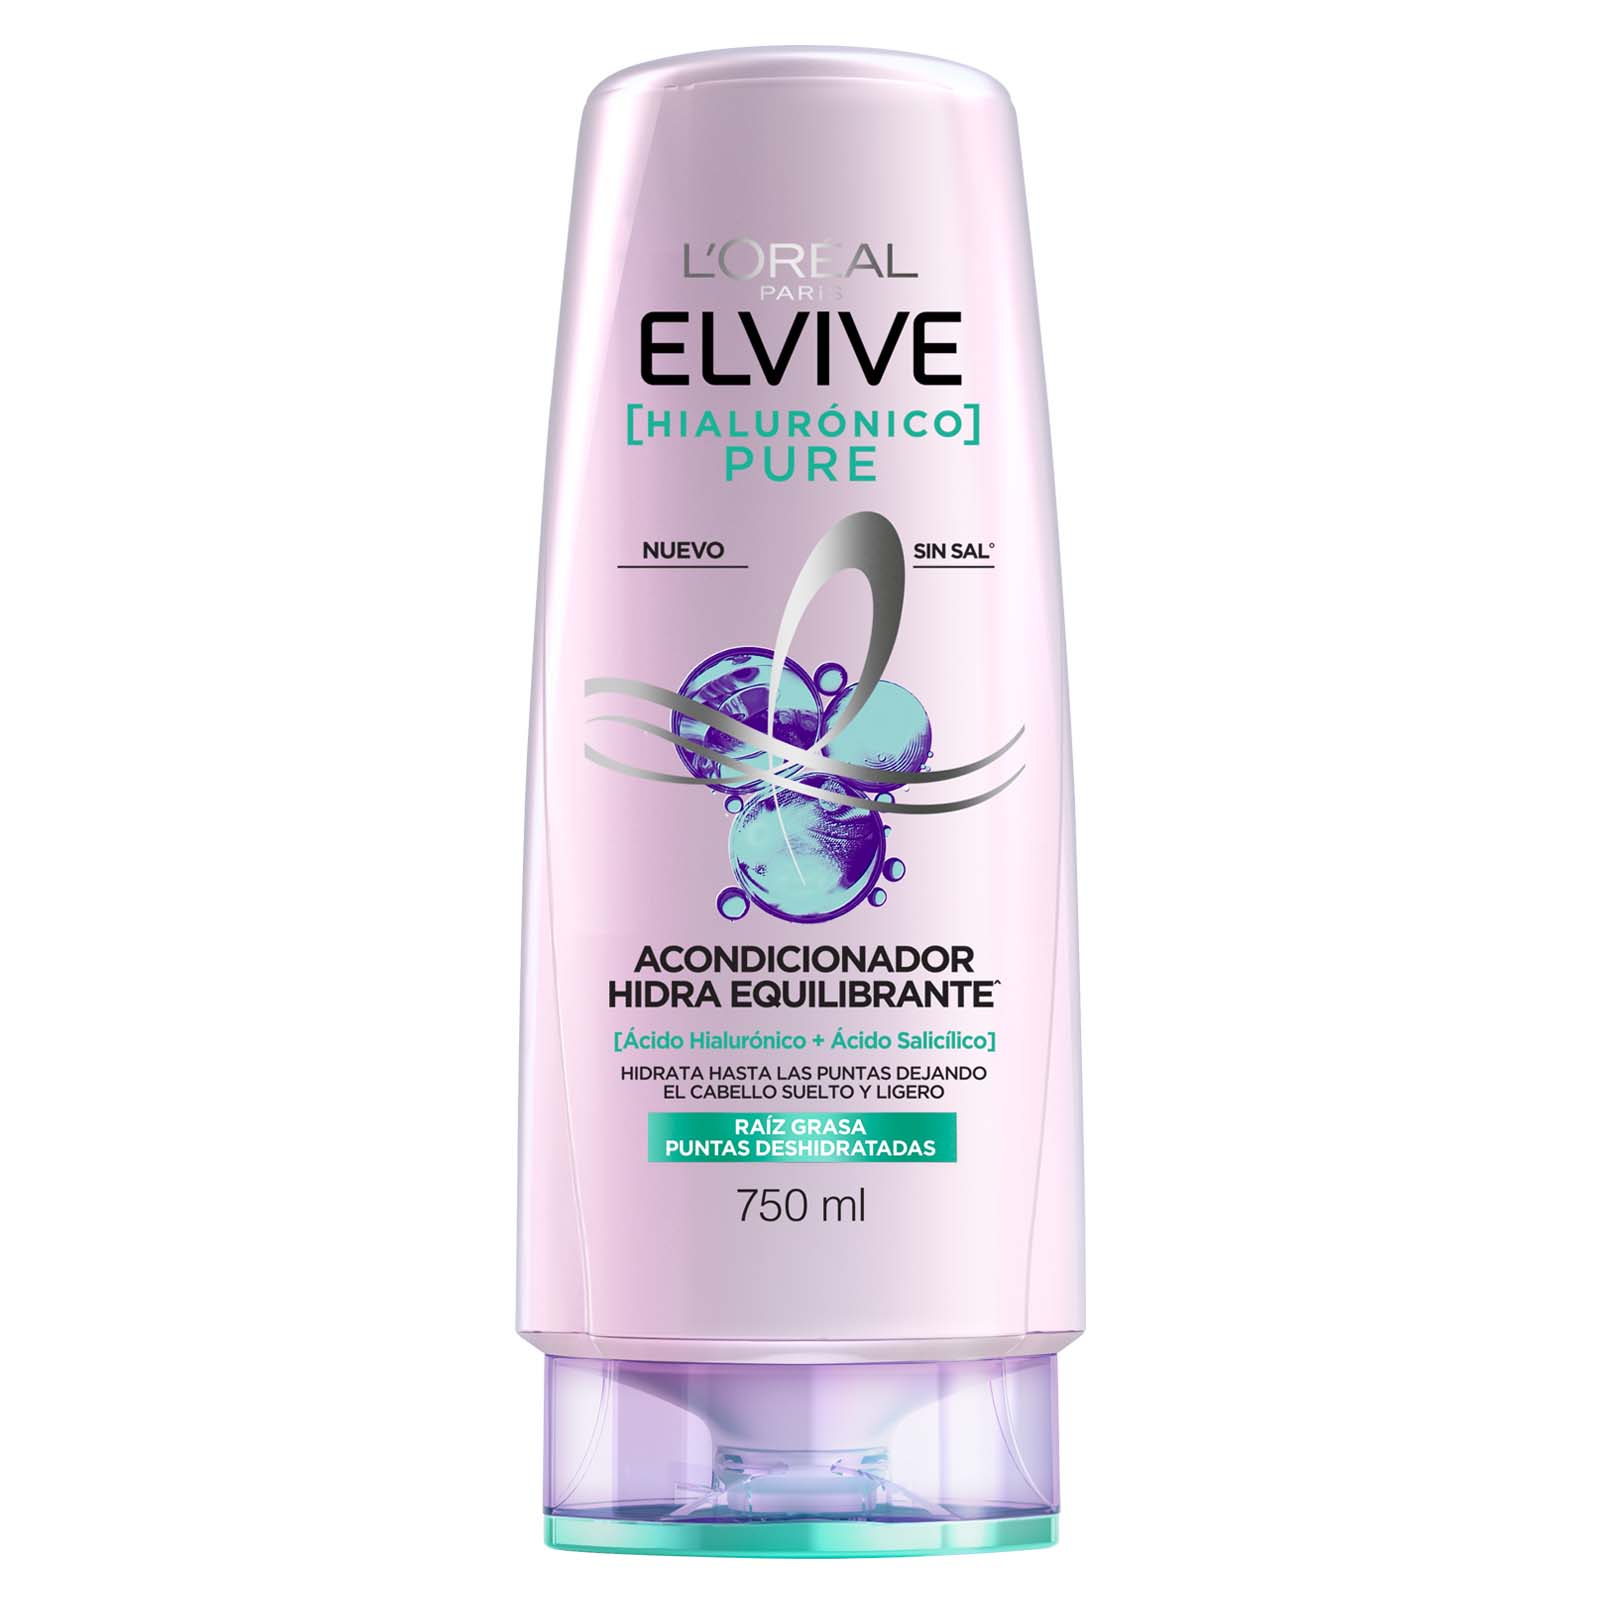 L'ORÉAL
PARIS
ELVIVE
[HIALURÓNICO]
PURE
NUEVO
SIN SAL°
ACONDICIONADOR
HIDRA EQUILIBRANTE^
[Ácido Hialurónico + Ácido Salicílico]
HIDRATA HASTA LAS PUNTAS DEJANDO
EL CABELLO SUELTO Y LIGERO
RAÍZ GRASA
PUNTAS DESHIDRATADAS
750 ml